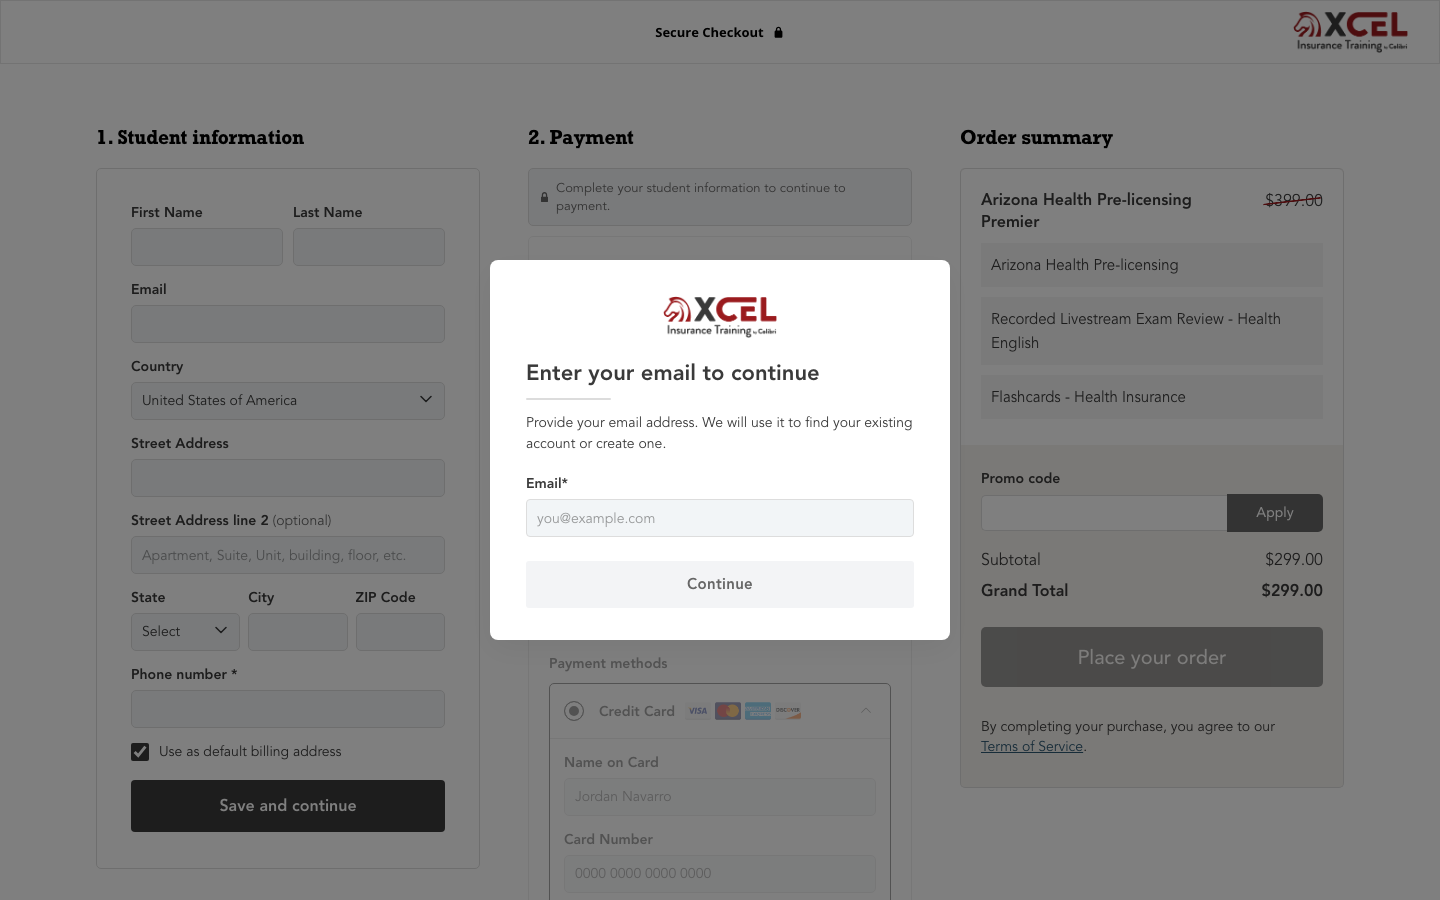 Secure Checkout
XCEL
Insurance Training by Calibri
1. Student information
First Name
Last Name
Email
Country
United States of America
Street Address
Street Address line 2 (optional)
Apartment, Suite, Unit, building, floor, etc.
State
City
ZIP Code
Select
Phone number *
Use as default billing address
Save and continue
2. Payment
Complete your student information to continue to
payment.
XCEL
Insurance Training by Calibri
Enter your email to continue
Provide your email address. We will use it to find your existing
account or create one.
Email*
you@example.com
Continue
Payment methods
Credit Card
VISA
DISCOVER
Name on Card
Jordan Navarro
Card Number
0000 0000 0000 0000
Order summary
Arizona Health Pre-licensing
Premier
$399.00
Arizona Health Pre-licensing
Recorded Livestream Exam Review - Health
English
Flashcards - Health Insurance
Promo code
Apply
Subtotal
$299.00
Grand Total
$299.00
Place your order
By completing your purchase, you agree to our
Terms of Service.